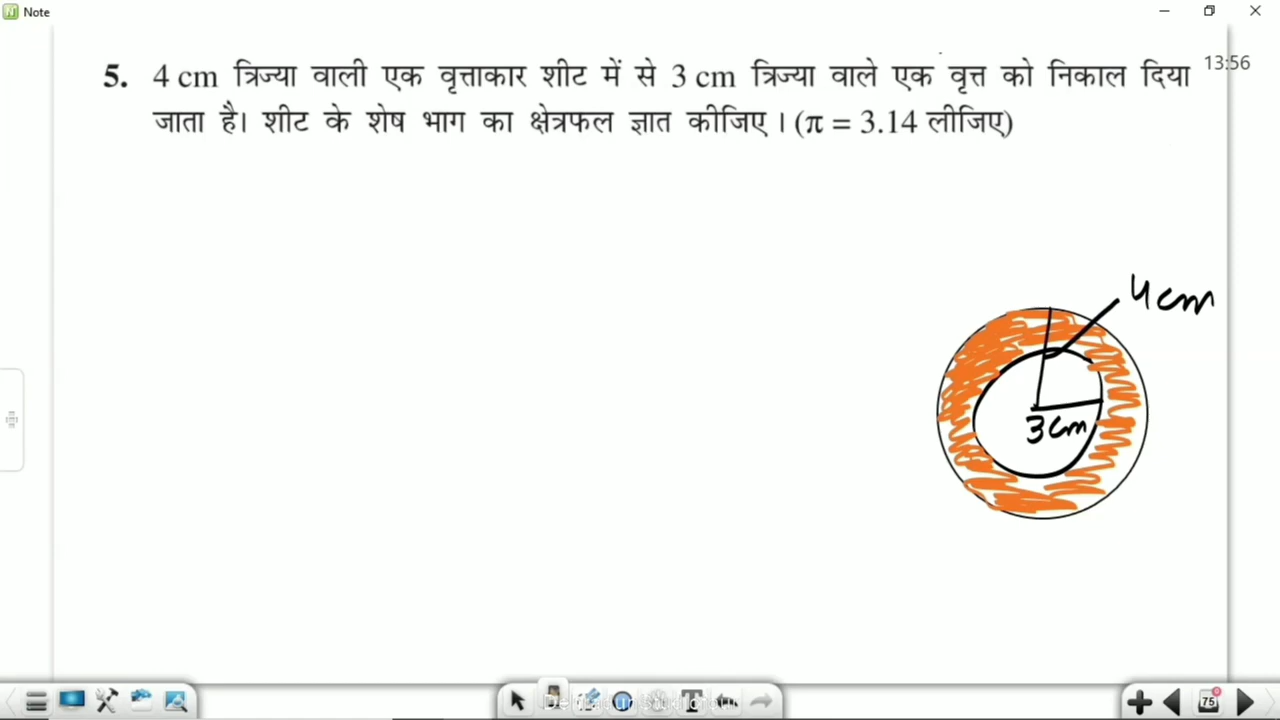 Note
13:56
5. 4 cm त्रिज्या वाली एक वृत्ताकार शीट में से 3 cm त्रिज्या वाले एक वृत्त को निकाल दिया
जाता है। शीट के शेष भाग का क्षेत्रफल ज्ञात कीजिए। (π = 3.14 लीजिए)
4cm
3cm
75